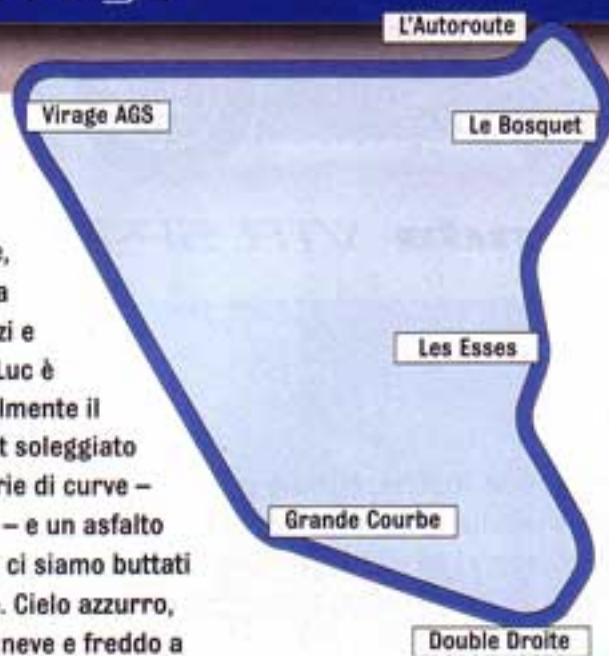 L'Autoroute
Virage AGS
Le Bosquet
zi e
Luc è
lmente il
t soleggiato
Les Esses
rie di curve –
– e un asfalto
Grande Courbe
ci siamo buttati
. Cielo azzurro,
neve e freddo a
Double Droite